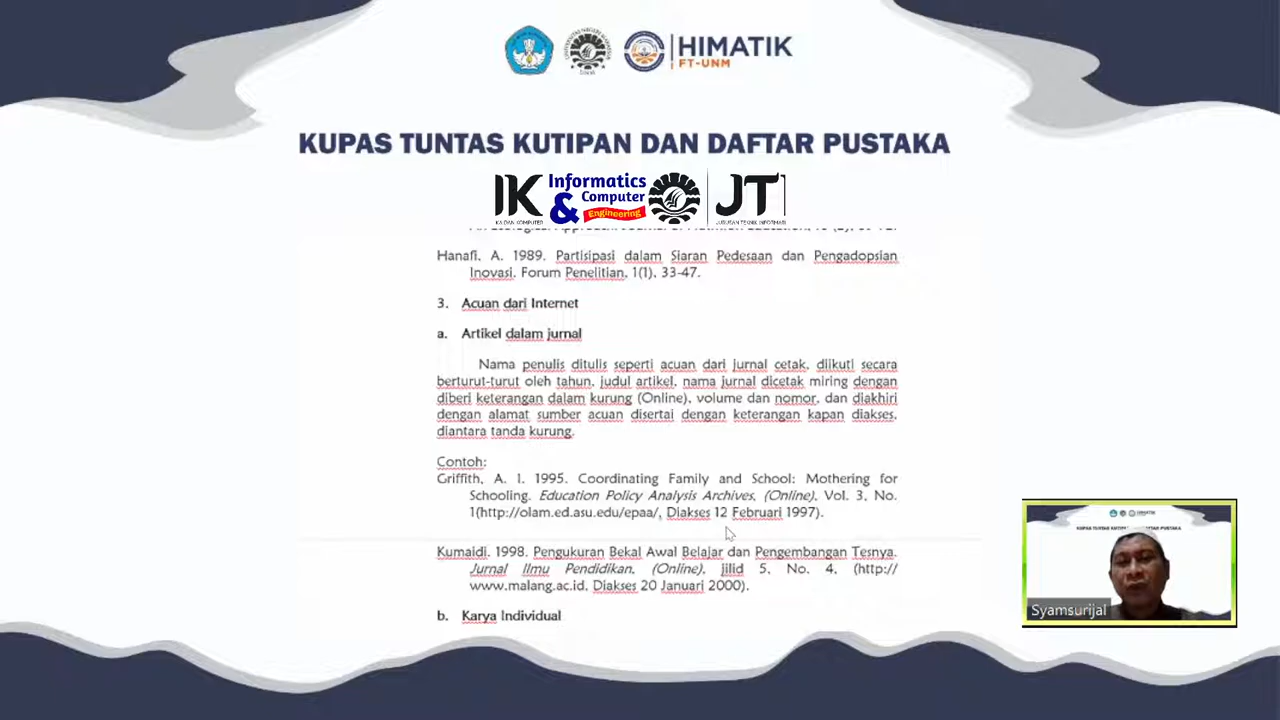 HIMATIK
FT-UNM
KUPAS TUNTAS KUTIPAN DAN DAFTAR PUSTAKA
IK
Informatics
& Computer
Engineering
JTI
KA DAN KOMPUTER
JURUSAN TEKNIK INFORMATI
Hanafi, A. 1989. Partisipasi dalam Siaran Pedesaan dan Pengadopsian
Inovasi. Forum Penelitian, 1(1), 33-47.
3. Acuan dari Internet
a. Artikel dalam jurnal
Nama penulis ditulis seperti acuan dari jurnal cetak, diikuti secara
berturut-turut oleh tahun, judul artikel, nama jurnal dicetak miring dengan
diberi keterangan dalam kurung (Online), volume dan nomor, dan diakhiri
dengan alamat sumber acuan disertai dengan keterangan kapan diakses,
diantara tanda kurung.
Contoh:
Griffith, A. I. 1995. Coordinating Family and School: Mothering for
Schooling. Education Policy Analysis Archives, (Online), Vol. 3, No.
1(http://olam.ed.asu.edu/epaa/, Diakses 12 Februari 1997).
Kumaidi. 1998. Pengukuran Bekal Awal Belajar dan Pengembangan Tesnya.
Jurnal Ilmu Pendidikan, (Online), jilid 5, No. 4, (http://
www.malang.ac.id, Diakses 20 Januari 2000).
b. Karya Individual
Syamsurijal